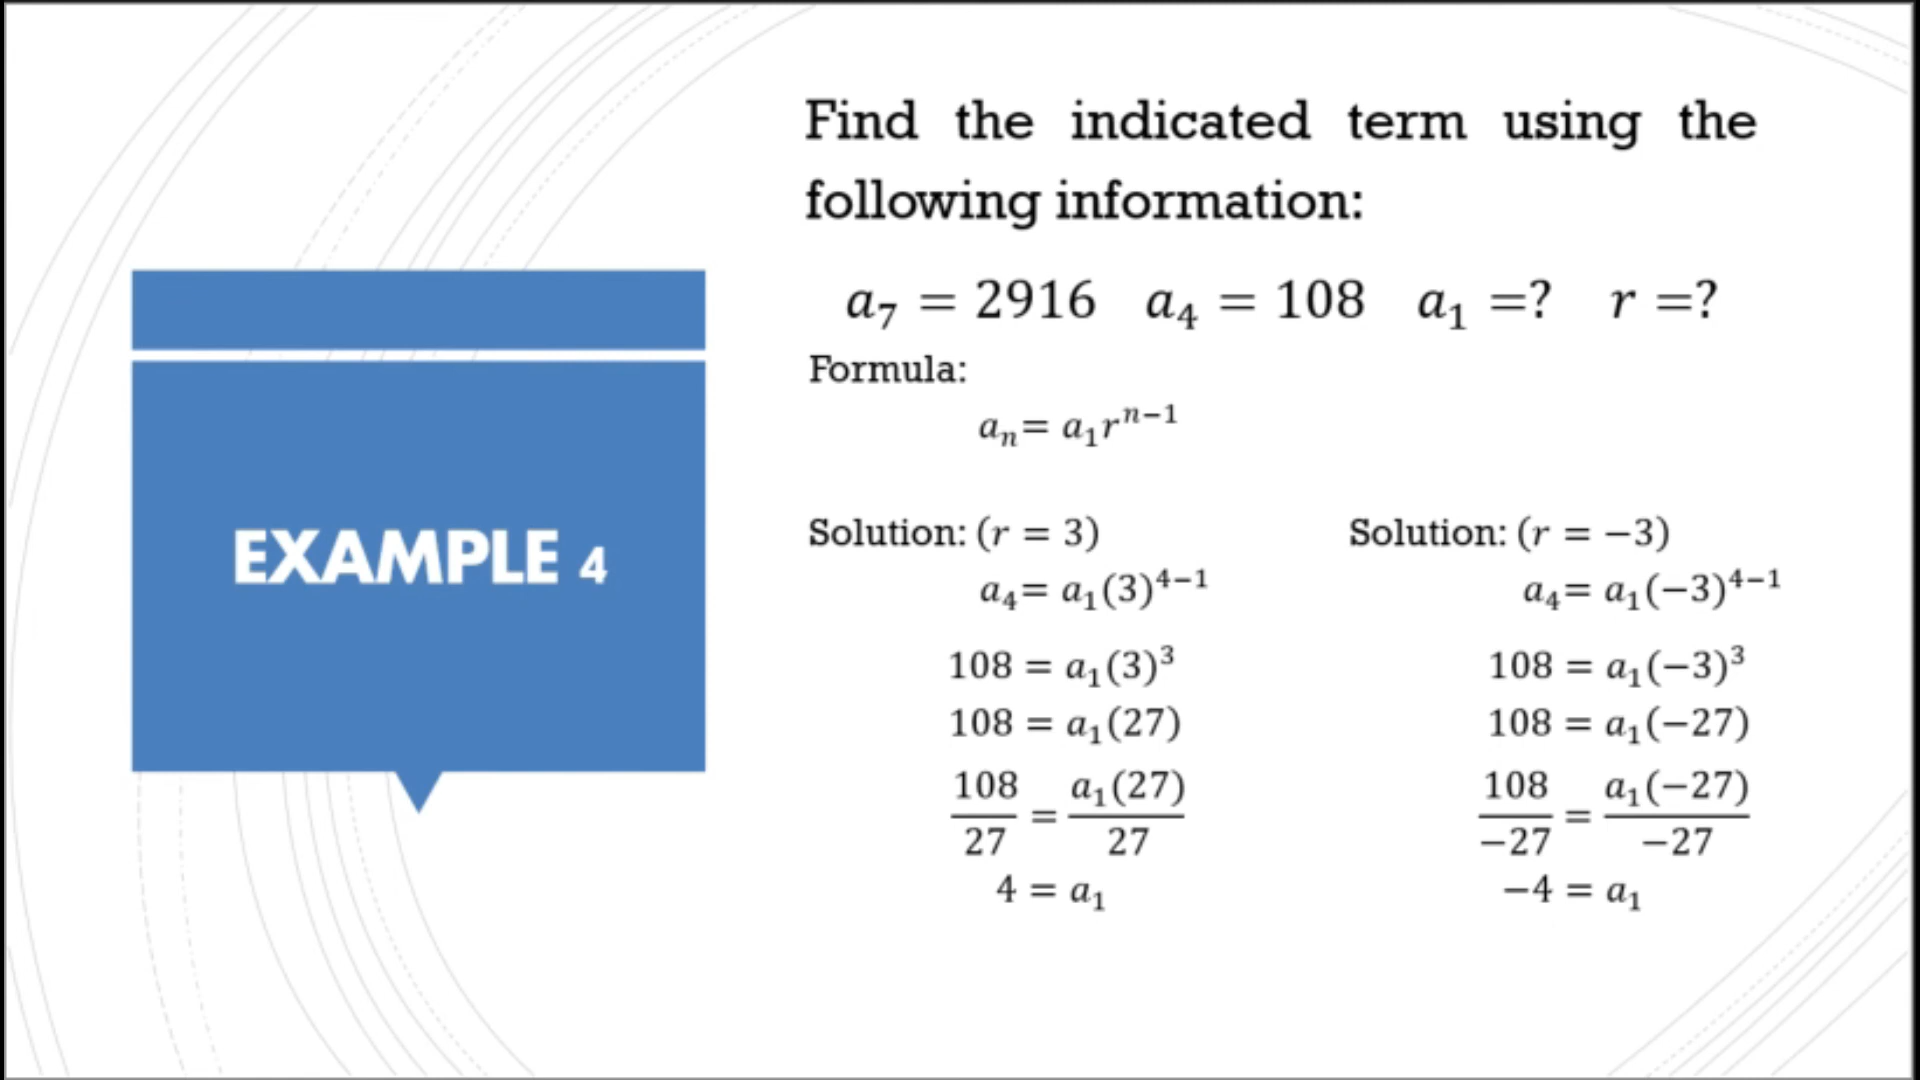 Find the indicated term using the
following information:
a₇ = 2916 a₄ = 108 a₁ =? r =?
Formula:
aₙ= a₁rⁿ⁻¹
EXAMPLE 4
Solution: (r = 3)
a₄= a₁(3)⁴⁻¹
108 = a₁(3)³
108 = a₁(27)
108/27 = a₁(27)/27
4 = a₁
Solution: (r = −3)
a₄= a₁(−3)⁴⁻¹
108 = a₁(−3)³
108 = a₁(−27)
108/−27 = a₁(−27)/−27
−4 = a₁